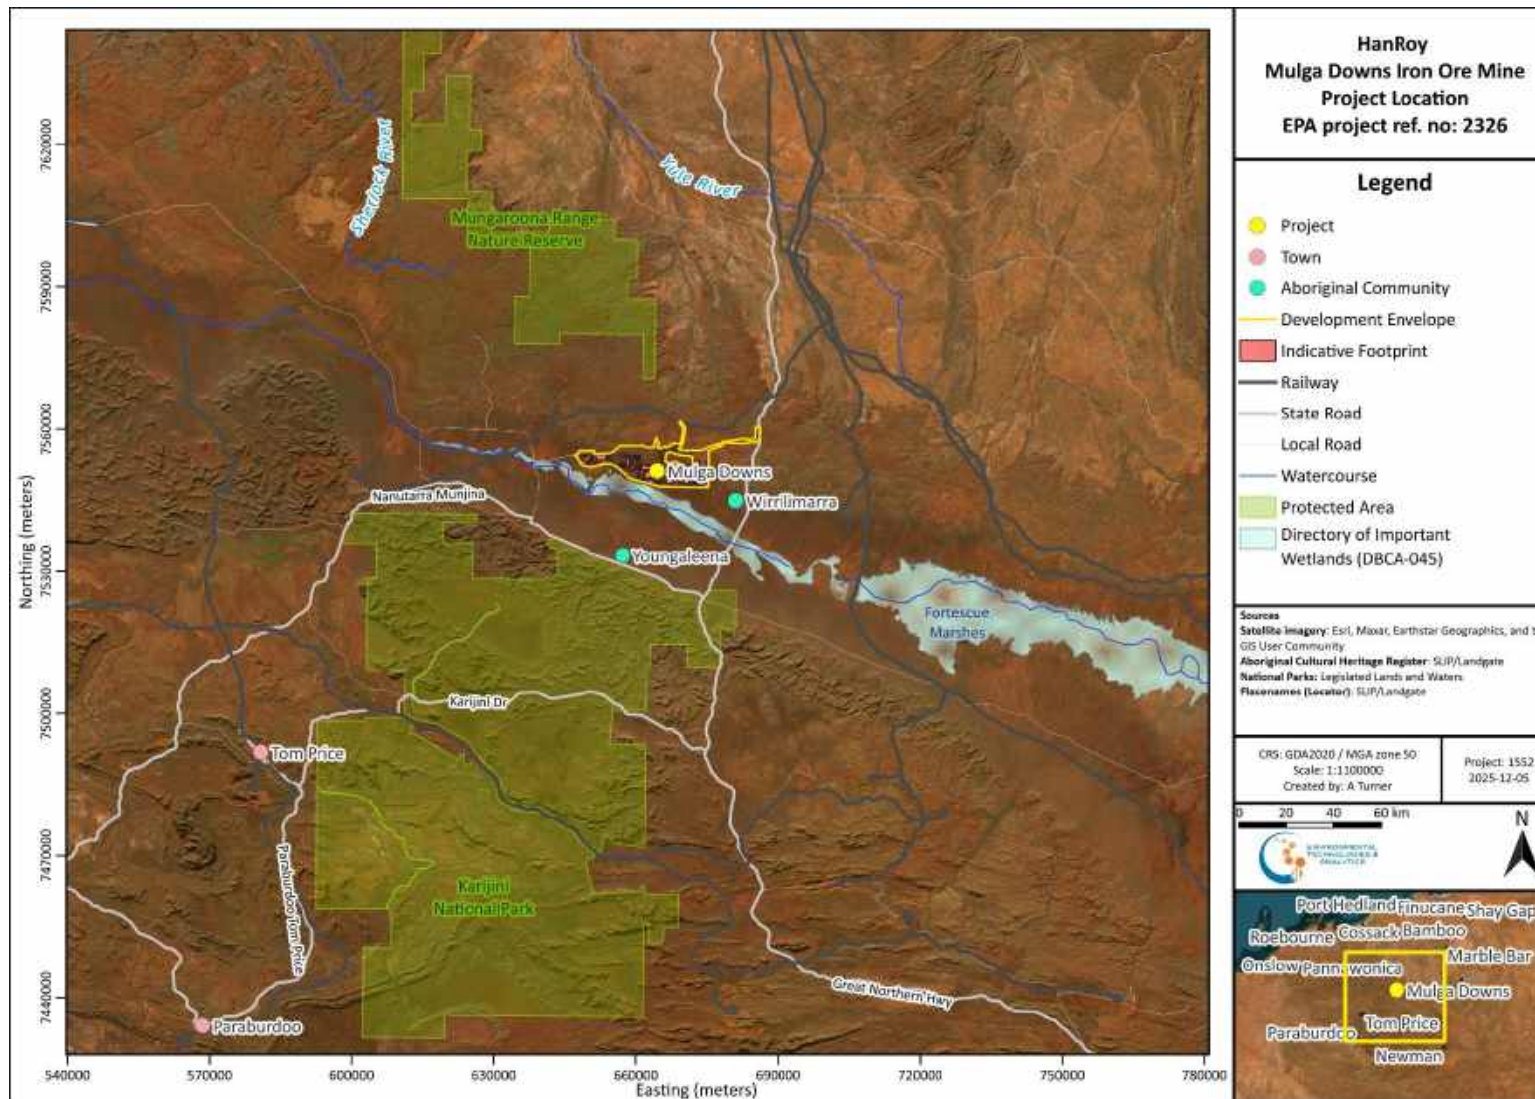 HanRoy
Mulga Downs Iron Ore Mine
Project Location
EPA project ref. no: 2326
Legend
Project
Town
Aboriginal Community
Development Envelope
Indicative Footprint
Railway
State Road
Local Road
Watercourse
Protected Area
Directory of Important
Wetlands (DBCA-045)
Sources
Satellite imagery: Esri, Maxar, Earthstar Geographics, and t
GIS User Community
Aboriginal Cultural Heritage Register: SLIP/Landgate
National Parks: Legislated Lands and Waters
Placenames (Locator): SLIP/Landgate
CRS: GDA2020 / MGA zone 50
Scale: 1:1100000
Created by: A Turner
Project: 1552
2025-12-05
0 20 40 60 km
N
ENVIRONMENTAL
TECHNOLOGIES &
ANALYTICS
Port Hedland
Finucane
Shay Gap
Roebourne
Cossack
Bamboo
Marble Bar
Onslow
Pannawonica
Mulga Downs
Paraburdoo
Tom Price
Newman
Sherlock River
Yule River
Mungaroona Range
Nature Reserve
Mulga Downs
Wirrilimarra
Nanutarra Munjina
Youngaleena
Fortescue
Marshes
Karijini Dr
Tom Price
Paraburdoo Tom Price
Karijini
National Park
Great Northern Hwy
Paraburdoo
Northing (meters)
7620000
7590000
7560000
7530000
7500000
7470000
7440000
540000 570000 600000 630000 660000 690000 720000 750000 780000
Easting (meters)